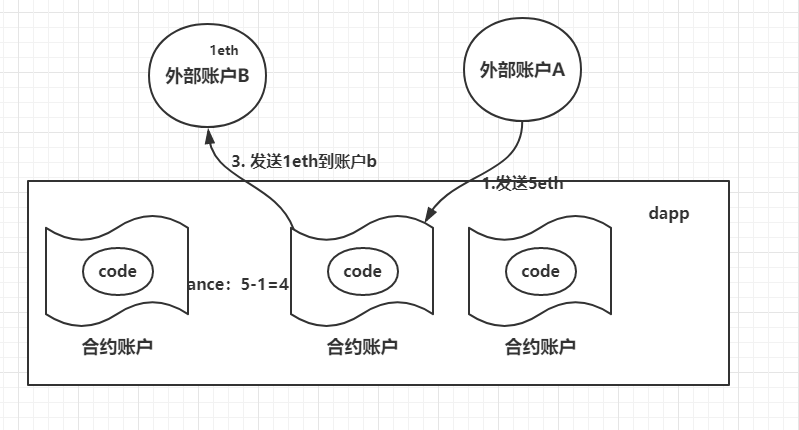 1eth
外部账户B
外部账户A
3. 发送1eth到账户b
1.发送5eth
dapp
code
ance：5-1=4
code
code
合约账户
合约账户
合约账户